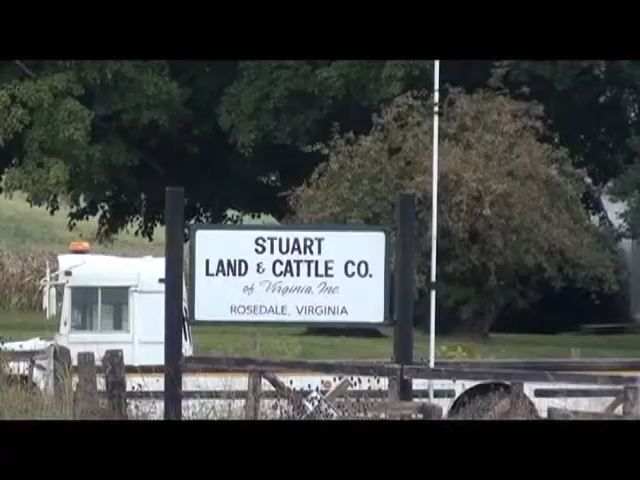 STUART
LAND & CATTLE CO.
of Virginia, Inc.
ROSEDALE, VIRGINIA